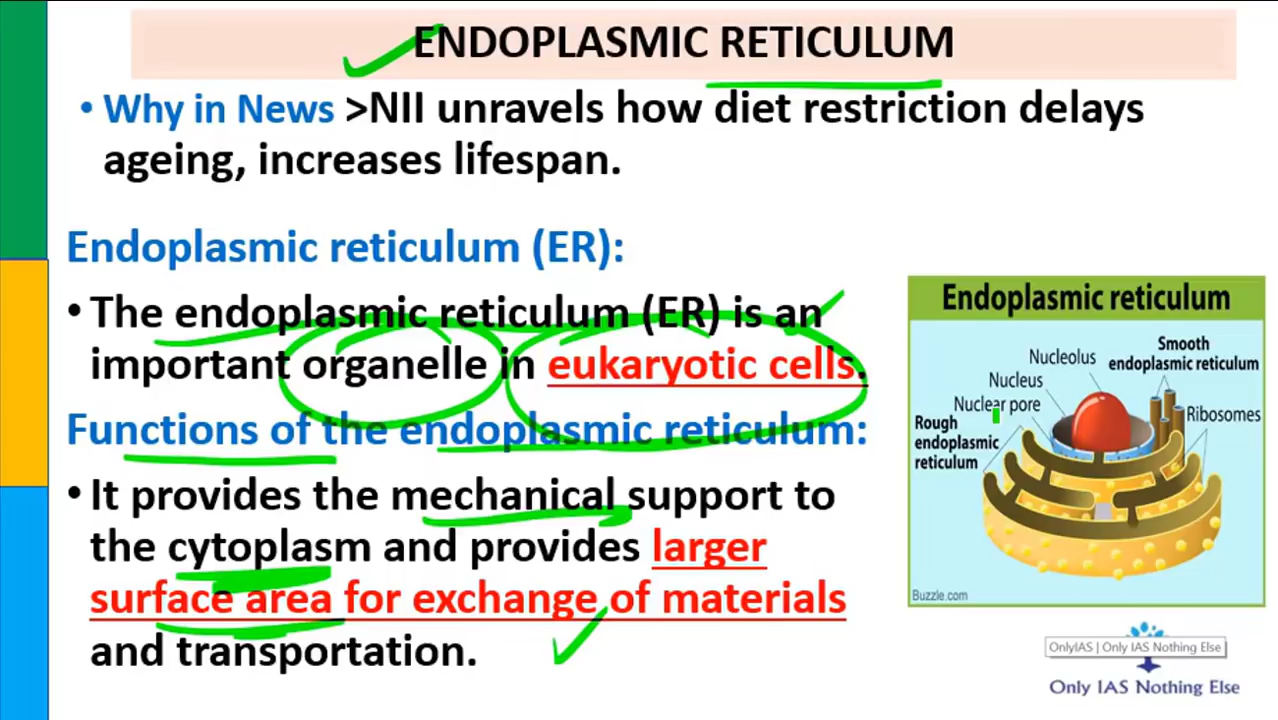 ENDOPLASMIC RETICULUM
• Why in News >NII unravels how diet restriction delays
ageing, increases lifespan.
Endoplasmic reticulum (ER):
• The endoplasmic reticulum (ER) is an
important organelle in eukaryotic cells.
Functions of the endoplasmic reticulum:
• It provides the mechanical support to
the cytoplasm and provides larger
surface area for exchange of materials
and transportation.
Endoplasmic reticulum
Nucleolus
Smooth
endoplasmic reticulum
Nucleus
Nuclear pore
Ribosomes
Rough
endoplasmic
reticulum
Buzzle.com
OnlyIAS | Only IAS Nothing Else
Only IAS Nothing Else